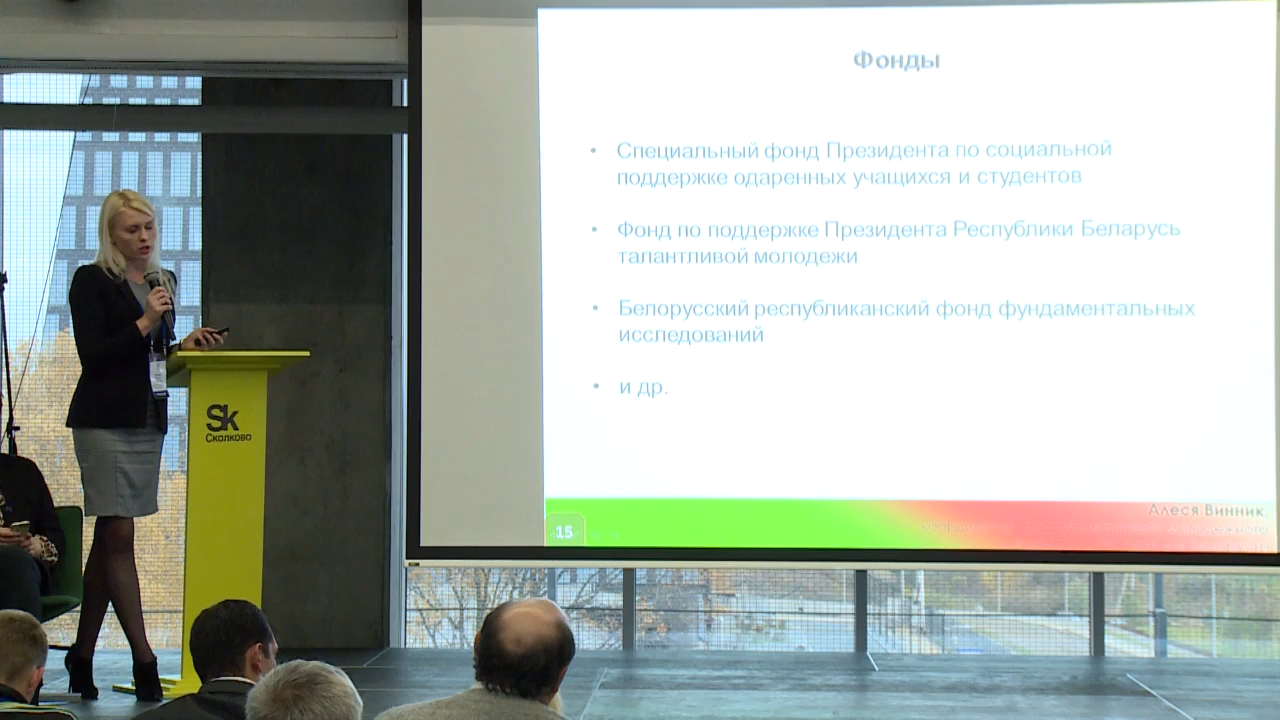 Фонды
• Специальный фонд Президента по социальной
поддержке одаренных учащихся и студентов
• Фонд по поддержке Президента Республики Беларусь
талантливой молодежи
• Белорусский республиканский фонд фундаментальных
исследований
• и др.
Алеся Винник,
15
Sk
Сколково